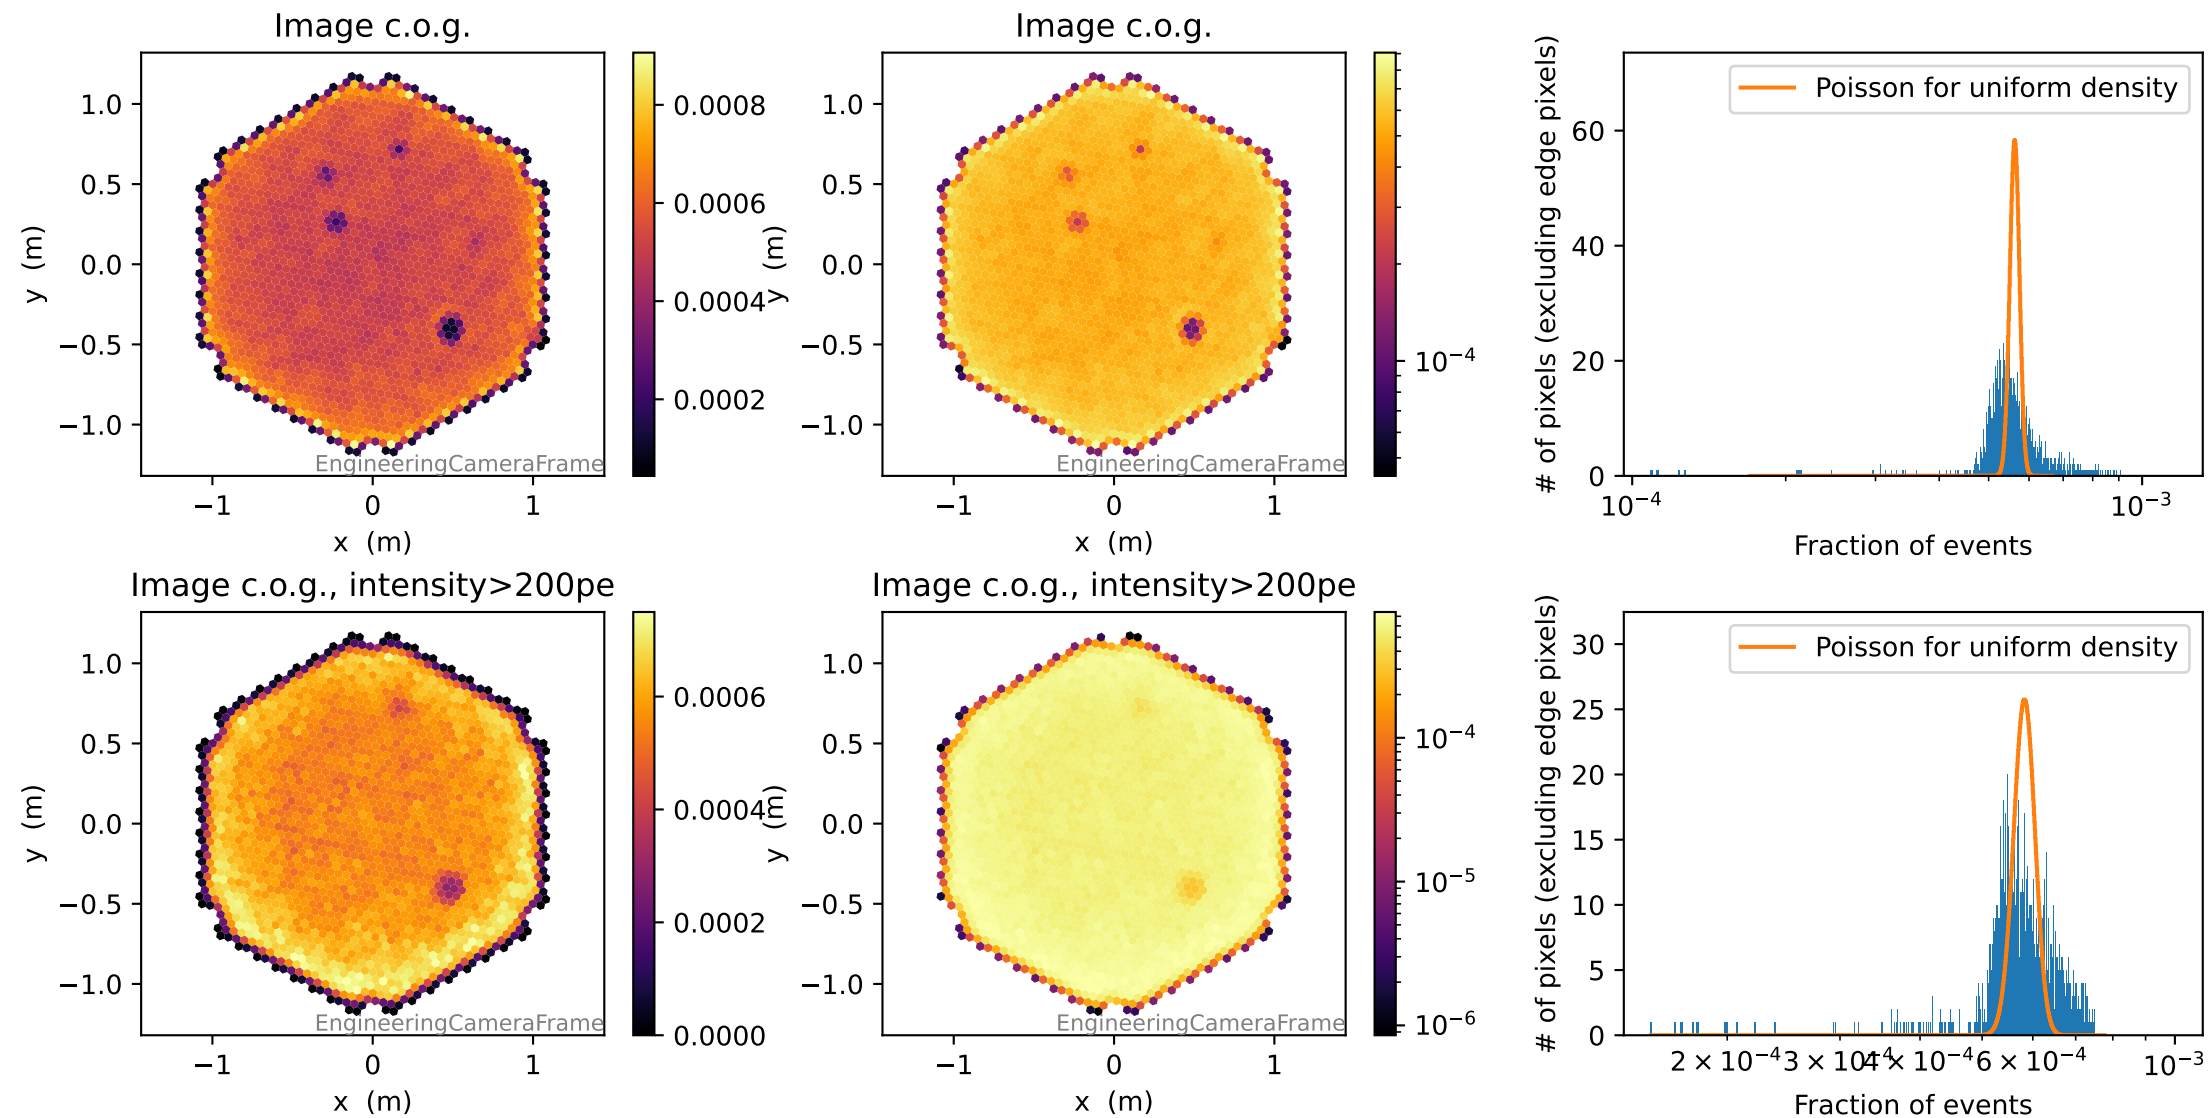 Image c.o.g.
1.0
0.5
0.0
−0.5
−1.0
y (m)
−1
0
1
x (m)
EngineeringCameraFrame
0.0008
0.0006
0.0004
0.0002
Image c.o.g.
1.0
0.5
0.0
−0.5
−1.0
y (m)
−1
0
1
x (m)
EngineeringCameraFrame
10⁻⁴
Poisson for uniform density
60
40
20
0
# of pixels (excluding edge pixels)
10⁻⁴
10⁻³
Fraction of events
Image c.o.g., intensity>200pe
1.0
0.5
0.0
−0.5
−1.0
y (m)
−1
0
1
x (m)
EngineeringCameraFrame
0.0006
0.0004
0.0002
0.0000
Image c.o.g., intensity>200pe
1.0
0.5
0.0
−0.5
−1.0
y (m)
−1
0
1
x (m)
EngineeringCameraFrame
10⁻⁴
10⁻⁵
10⁻⁶
Poisson for uniform density
30
25
20
15
10
5
0
# of pixels (excluding edge pixels)
2 × 10⁻⁴
3 × 10⁻⁴
4 × 10⁻⁴
6 × 10⁻⁴
10⁻³
Fraction of events